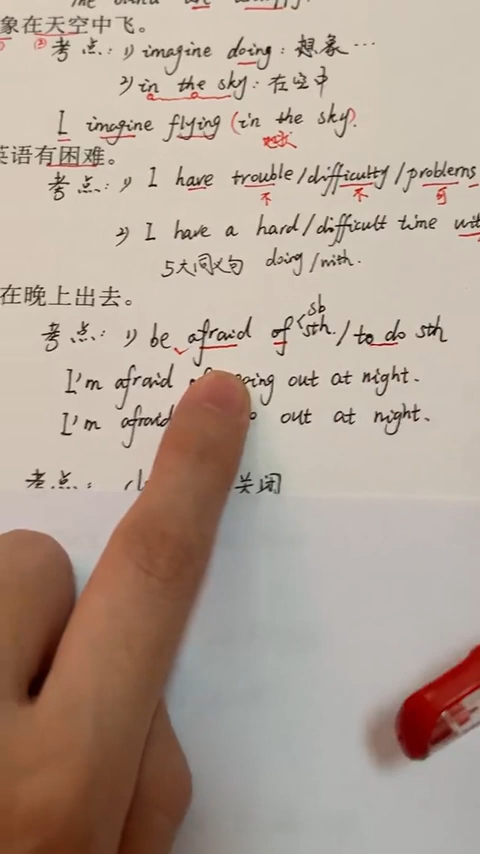 象在天空中飞。
② 考点：1) imagine doing：想象…
2) in the sky：在空中
I imagine flying (in the sky).
英语有困难。
考点：1) I have trouble/difficulty/problems
不 不 可
2) I have a hard/difficult time
5大同义句 doing/with.
在晚上出去。
考点：1) be afraid of <sb sth./to do sth
I'm afraid going out at night.
I'm afraid out at night.
考点： 关闭